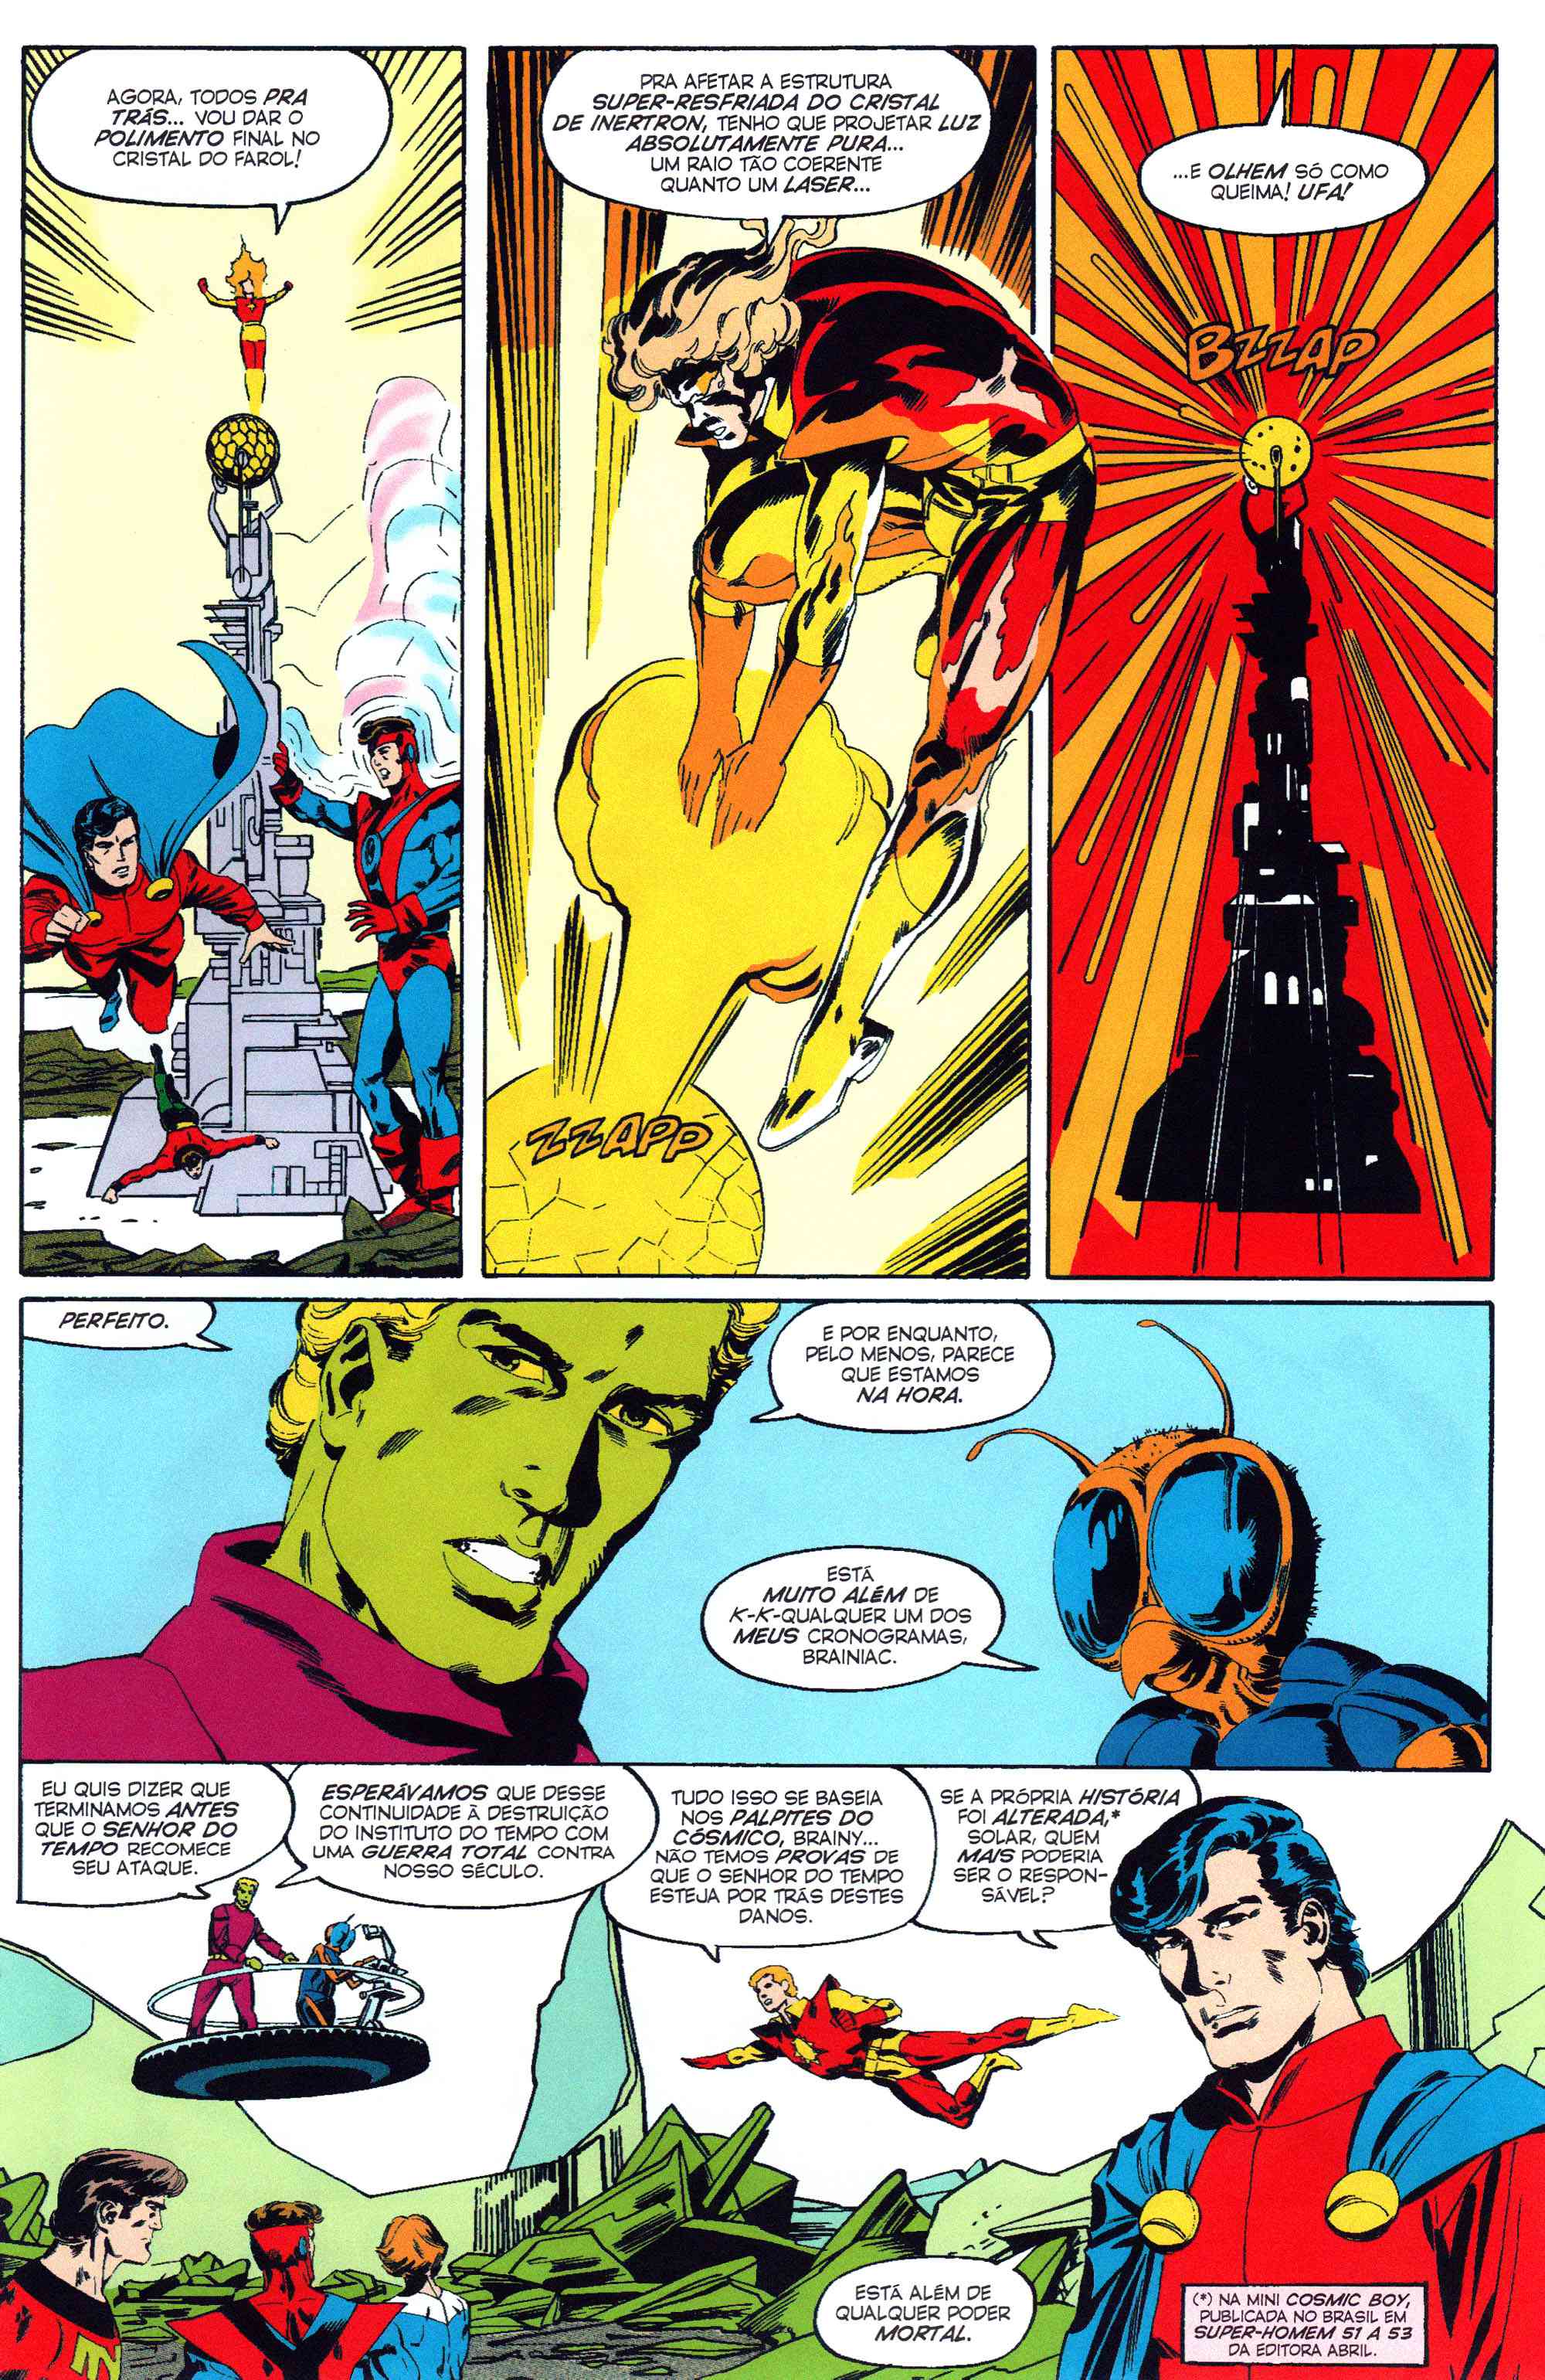 AGORA, TODOS PRA
TRÁS... VOU DAR O
POLIMENTO FINAL NO
CRISTAL DO FAROL!
PRA AFETAR A ESTRUTURA
SUPER-RESFRIADA DO CRISTAL
DE INERTRON, TENHO QUE PROJETAR LUZ
ABSOLUTAMENTE PURA...
UM RAIO TÃO COERENTE
QUANTO UM LASER...
ZZZAPP
...E OLHEM SÓ COMO
QUEIMA! UFA!
BZZZAP
PERFEITO.
E POR ENQUANTO,
PELO MENOS, PARECE
QUE ESTAMOS
NA HORA.
ESTÁ
MUITO ALÉM DE
K-K-QUALQUER UM DOS
MEUS CRONOGRAMAS,
BRAINIAC.
EU QUIS DIZER QUE
TERMINAMOS ANTES
QUE O SENHOR DO
TEMPO RECOMECE
SEU ATAQUE.
ESPERÁVAMOS QUE DESSE
CONTINUIDADE À DESTRUIÇÃO
DO INSTITUTO DO TEMPO COM
UMA GUERRA TOTAL CONTRA
NOSSO SÉCULO.
TUDO ISSO SE BASEIA
NOS PALPITES DO
CÓSMICO, BRAINY...
NÃO TEMOS PROVAS DE
QUE O SENHOR DO TEMPO
ESTEJA POR TRÁS DESTES
DANOS.
SE A PRÓPRIA HISTÓRIA
FOI ALTERADA,*
SOLAR, QUEM
MAIS PODERIA
SER O RESPON-
SÁVEL?
ESTÁ ALÉM DE
QUALQUER PODER
MORTAL.
(*) NA MINI COSMIC BOY,
PUBLICADA NO BRASIL EM
SUPER-HOMEM 51 A 53
DA EDITORA ABRIL.